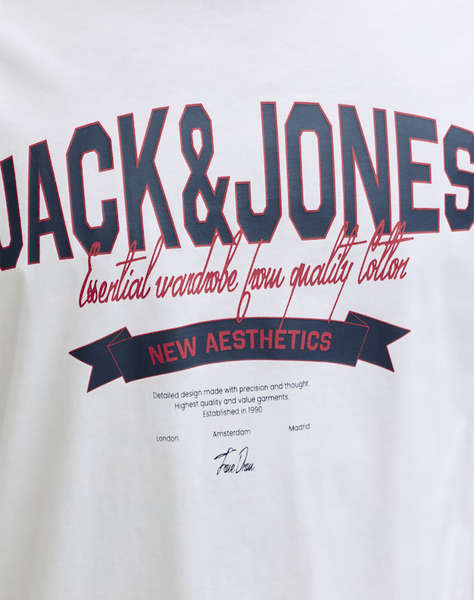 JACK&JONES
Essential wardrobe from quality Cotton
NEW AESTHETICS
Detailed design made with precision and thought.
Highest quality and value garments.
Established in 1990
London Amsterdam Madrid